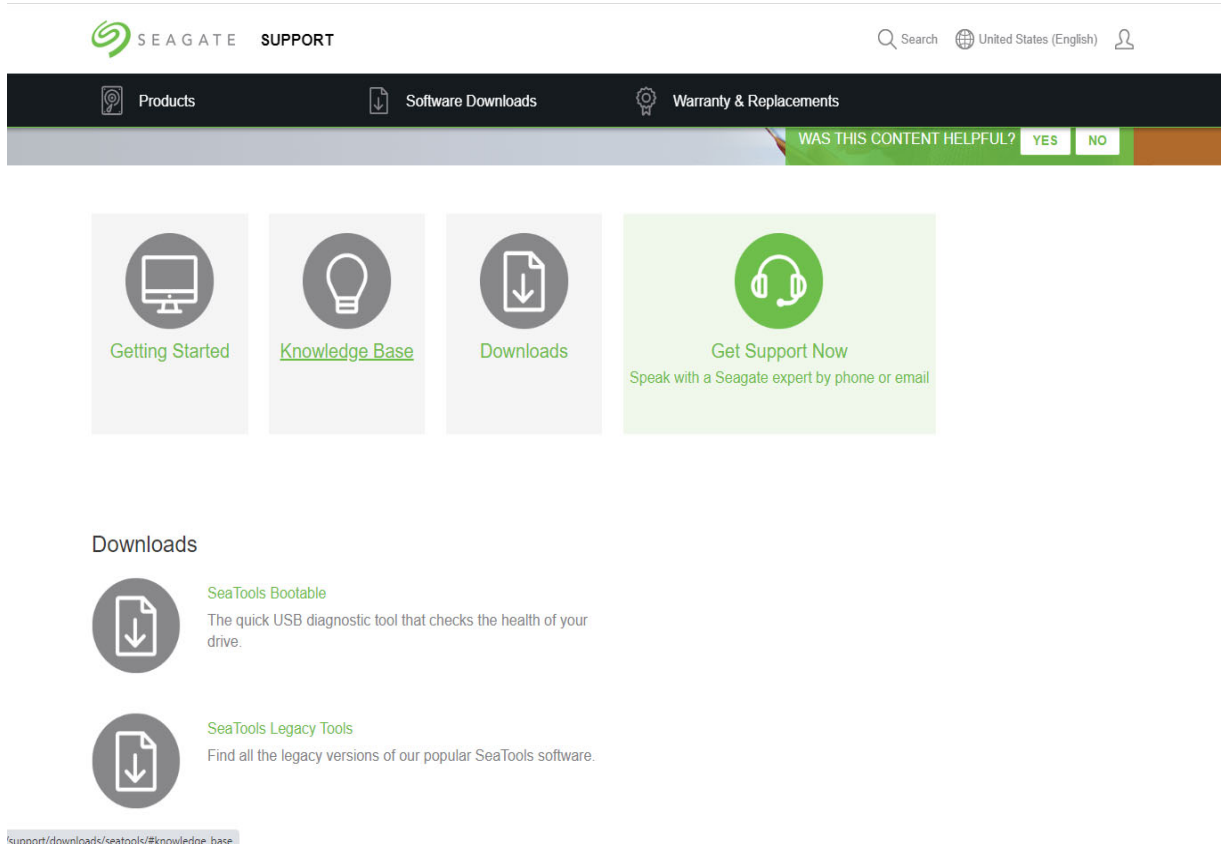 SEAGATE SUPPORT
Search United States (English)
Products Software Downloads Warranty & Replacements
WAS THIS CONTENT HELPFUL? YES NO
Getting Started Knowledge Base Downloads Get Support Now
Speak with a Seagate expert by phone or email
Downloads
SeaTools Bootable
The quick USB diagnostic tool that checks the health of your
drive.
SeaTools Legacy Tools
Find all the legacy versions of our popular SeaTools software.
/support/downloads/seatools/#knowledge_base